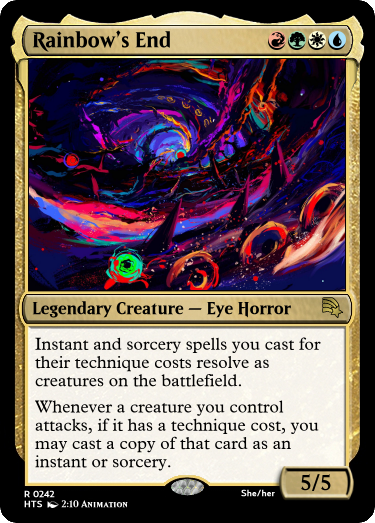 Rainbow's End
Legendary Creature — Eye Horror
Instant and sorcery spells you cast for
their technique costs resolve as
creatures on the battlefield.
Whenever a creature you control
attacks, if it has a technique cost, you
may cast a copy of that card as an
instant or sorcery.
5/5
R 0242
She/her
HTS 2:10 Animation